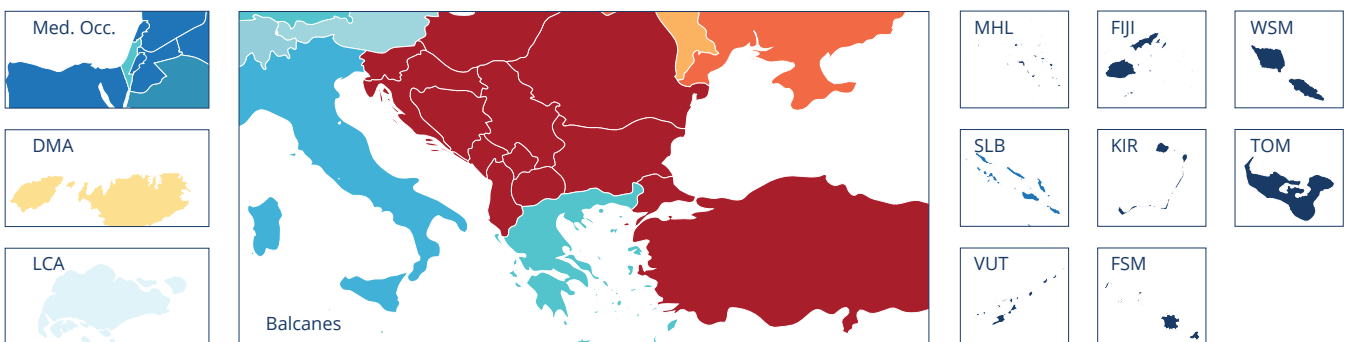 Med. Occ.
MHL
FIJI
WSM
DMA
SLB
KIR
TOM
LCA
VUT
FSM
Balcanes